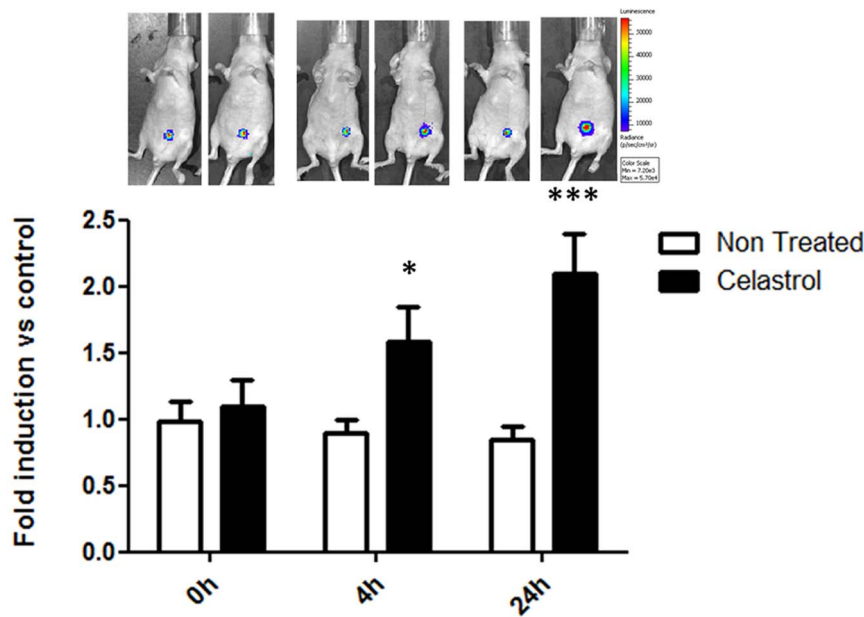 Luminescence
50000
40000
30000
20000
10000
Radiance
(p/sec/cm²/sr)
Color Scale
Min = 7.20e3
Max = 5.70e4
***
*
Non Treated
Celastrol
Fold induction vs control
2.5
2.0
1.5
1.0
0.5
0.0
0h
4h
24h